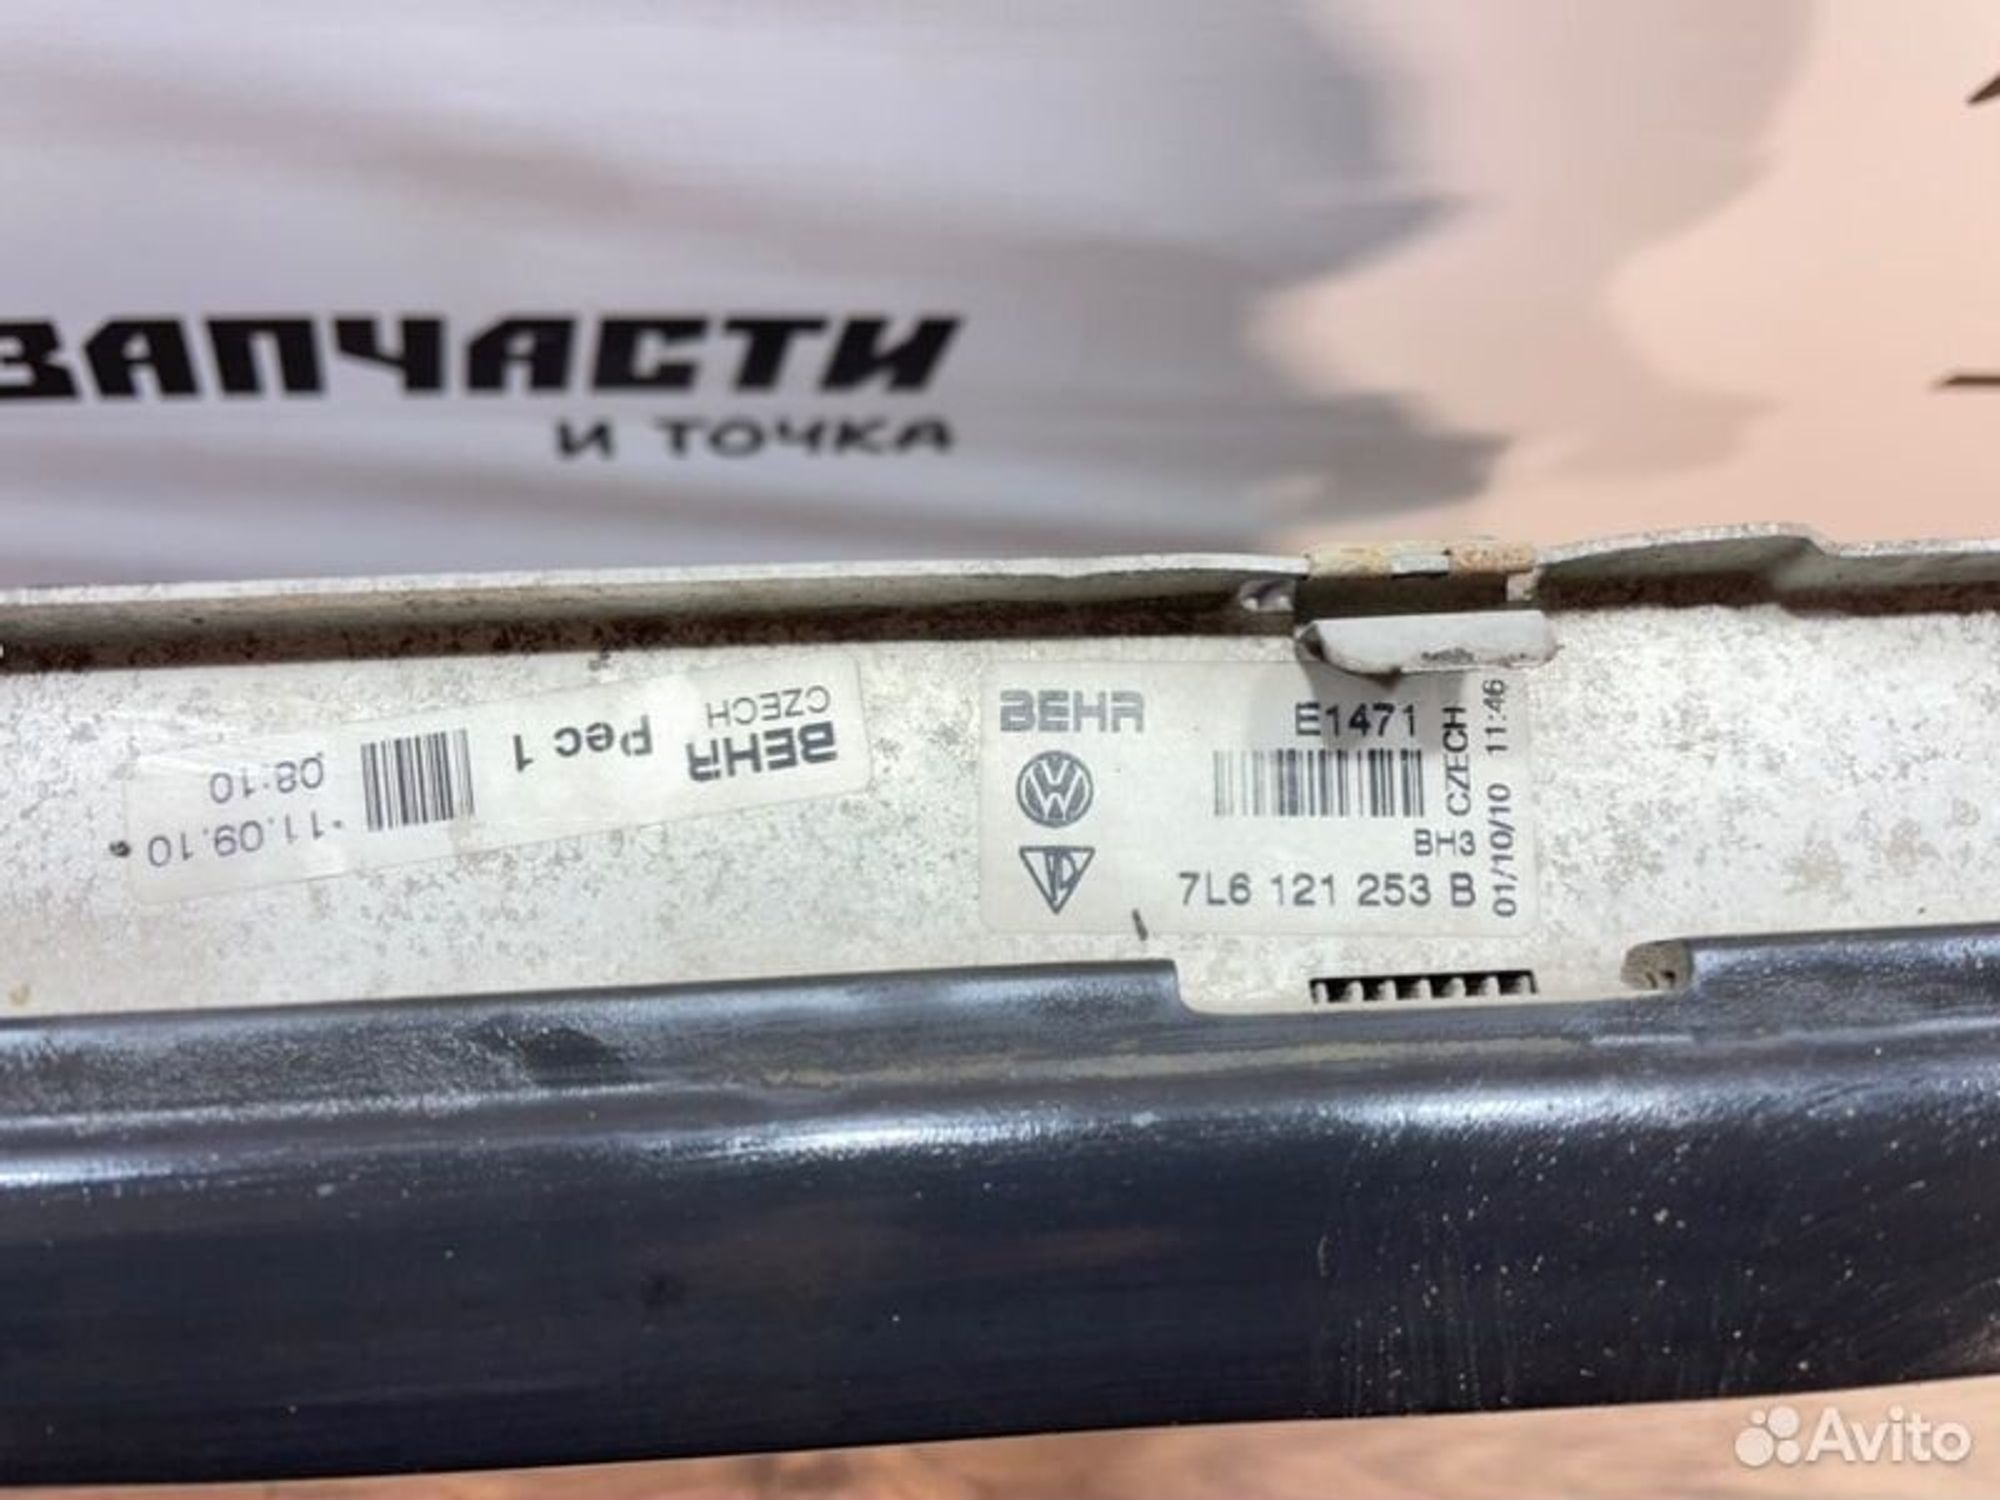 ЗАПЧАСТИ
И ТОЧКА
BEHR
CZECH
Pec 1
11.09.10
08:10
BEHR
E1471
CZECH
01/10/10 11:46
BH3
7L6 121 253 B
Avito